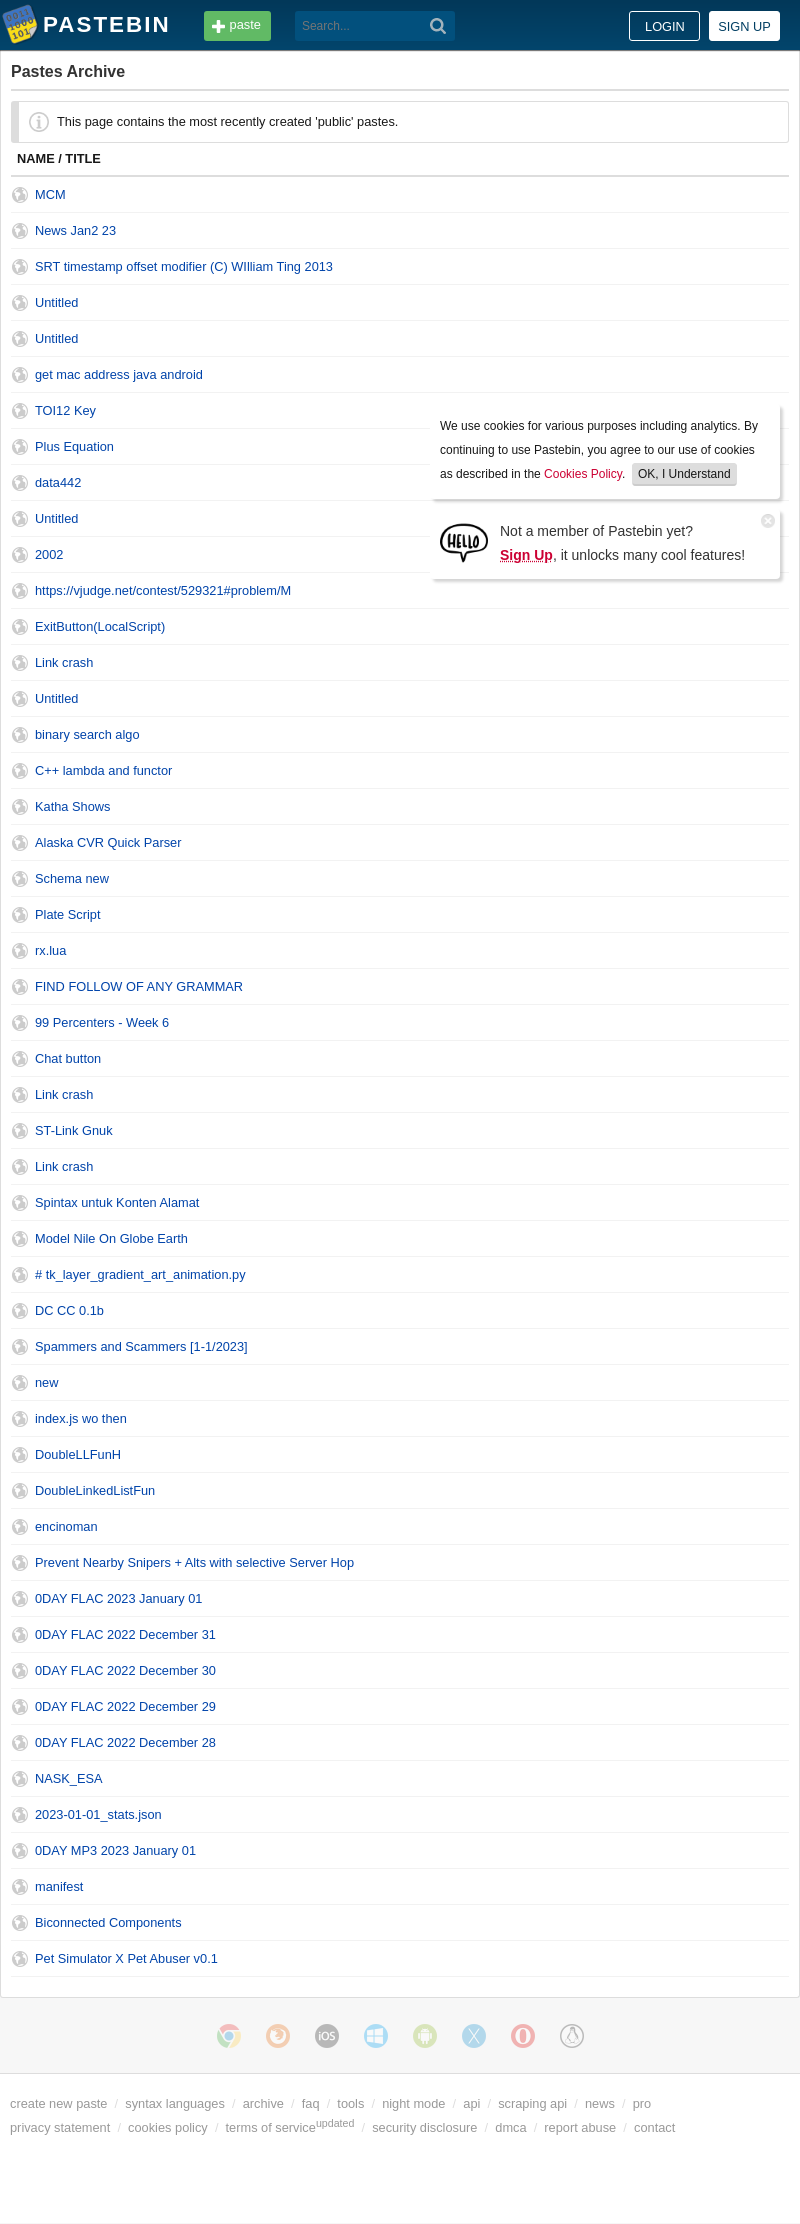 PASTEBIN
paste
Search...
LOGIN
SIGN UP
Pastes Archive
This page contains the most recently created 'public' pastes.
NAME / TITLE
MCM
News Jan2 23
SRT timestamp offset modifier (C) WIlliam Ting 2013
Untitled
Untitled
get mac address java android
TOI12 Key
Plus Equation
data442
Untitled
2002
https://vjudge.net/contest/529321#problem/M
We use cookies for various purposes including analytics. By
continuing to use Pastebin, you agree to our use of cookies
as described in the Cookies Policy. OK, I Understand
HELLO
Not a member of Pastebin yet?
Sign Up, it unlocks many cool features!
ExitButton(LocalScript)
Link crash
Untitled
binary search algo
C++ lambda and functor
Katha Shows
Alaska CVR Quick Parser
Schema new
Plate Script
rx.lua
FIND FOLLOW OF ANY GRAMMAR
99 Percenters - Week 6
Chat button
Link crash
ST-Link Gnuk
Link crash
Spintax untuk Konten Alamat
Model Nile On Globe Earth
# tk_layer_gradient_art_animation.py
DC CC 0.1b
Spammers and Scammers [1-1/2023]
new
index.js wo then
DoubleLLFunH
DoubleLinkedListFun
encinoman
Prevent Nearby Snipers + Alts with selective Server Hop
0DAY FLAC 2023 January 01
0DAY FLAC 2022 December 31
0DAY FLAC 2022 December 30
0DAY FLAC 2022 December 29
0DAY FLAC 2022 December 28
NASK_ESA
2023-01-01_stats.json
0DAY MP3 2023 January 01
manifest
Biconnected Components
Pet Simulator X Pet Abuser v0.1
iOS
create new paste / syntax languages / archive / faq / tools / night mode / api / scraping api / news / pro
privacy statement / cookies policy / terms of serviceupdated / security disclosure / dmca / report abuse / contact